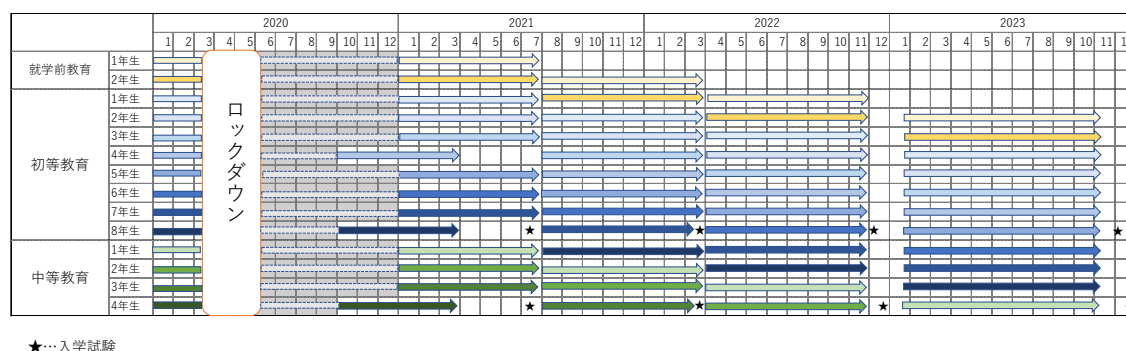 2020 2021 2022 2023
1 2 3 4 5 6 7 8 9 10 11 12 1 2 3 4 5 6 7 8 9 10 11 12 1 2 3 4 5 6 7 8 9 10 11 12 1 2 3 4 5 6 7 8 9 10 11
就学前教育
1年生
2年生
初等教育
1年生
2年生
3年生
4年生
5年生
6年生
7年生
8年生 ★ ★ ★ ★
中等教育
1年生
2年生
3年生
4年生 ★ ★ ★
ロックダウン
★…入学試験